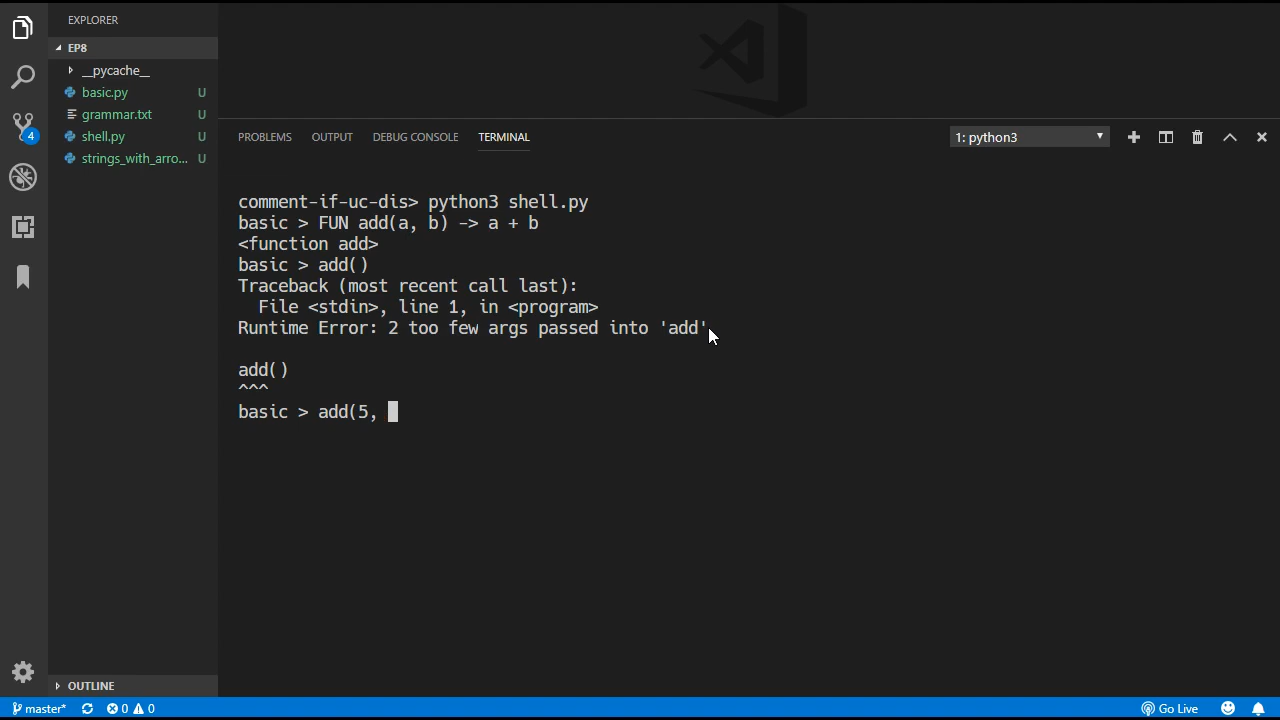 EXPLORER
EP8
__pycache__
basic.py U
grammar.txt U
shell.py U
strings_with_arro... U
4
PROBLEMS OUTPUT DEBUG CONSOLE TERMINAL
1: python3
comment-if-uc-dis> python3 shell.py
basic > FUN add(a, b) -> a + b
<function add>
basic > add()
Traceback (most recent call last):
  File <stdin>, line 1, in <program>
Runtime Error: 2 too few args passed into 'add'
add()
^^^
basic > add(5,
OUTLINE
master* 0 0
Go Live